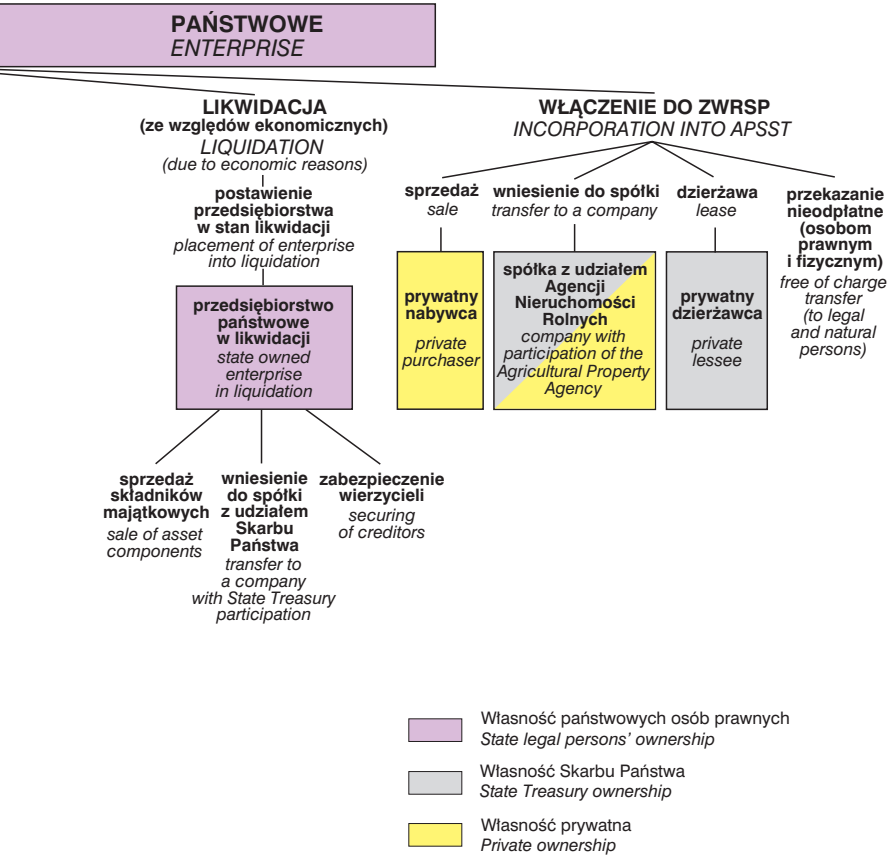 PAŃSTWOWE
ENTERPRISE
LIKWIDACJA
(ze względów ekonomicznych)
LIQUIDATION
(due to economic reasons)
postawienie
przedsiębiorstwa
w stan likwidacji
placement of enterprise
into liquidation
przedsiębiorstwo
państwowe
w likwidacji
state owned
enterprise
in liquidation
sprzedaż
składników
majątkowych
sale of asset
components
wniesienie
do spółki
z udziałem
Skarbu
Państwa
transfer to
a company
with State Treasury
participation
zabezpieczenie
wierzycieli
securing
of creditors
WŁĄCZENIE DO ZWRSP
INCORPORATION INTO APSST
sprzedaż
sale
prywatny
nabywca
private
purchaser
wniesienie do spółki
transfer to a company
spółka z udziałem
Agencji
Nieruchomości
Rolnych
company with
participation of the
Agricultural Property
Agency
dzierżawa
lease
prywatny
dzierżawca
private
lessee
przekazanie
nieodpłatne
(osobom
prawnym
i fizycznym)
free of charge
transfer
(to legal
and natural
persons)
Własność państwowych osób prawnych
State legal persons' ownership
Własność Skarbu Państwa
State Treasury ownership
Własność prywatna
Private ownership